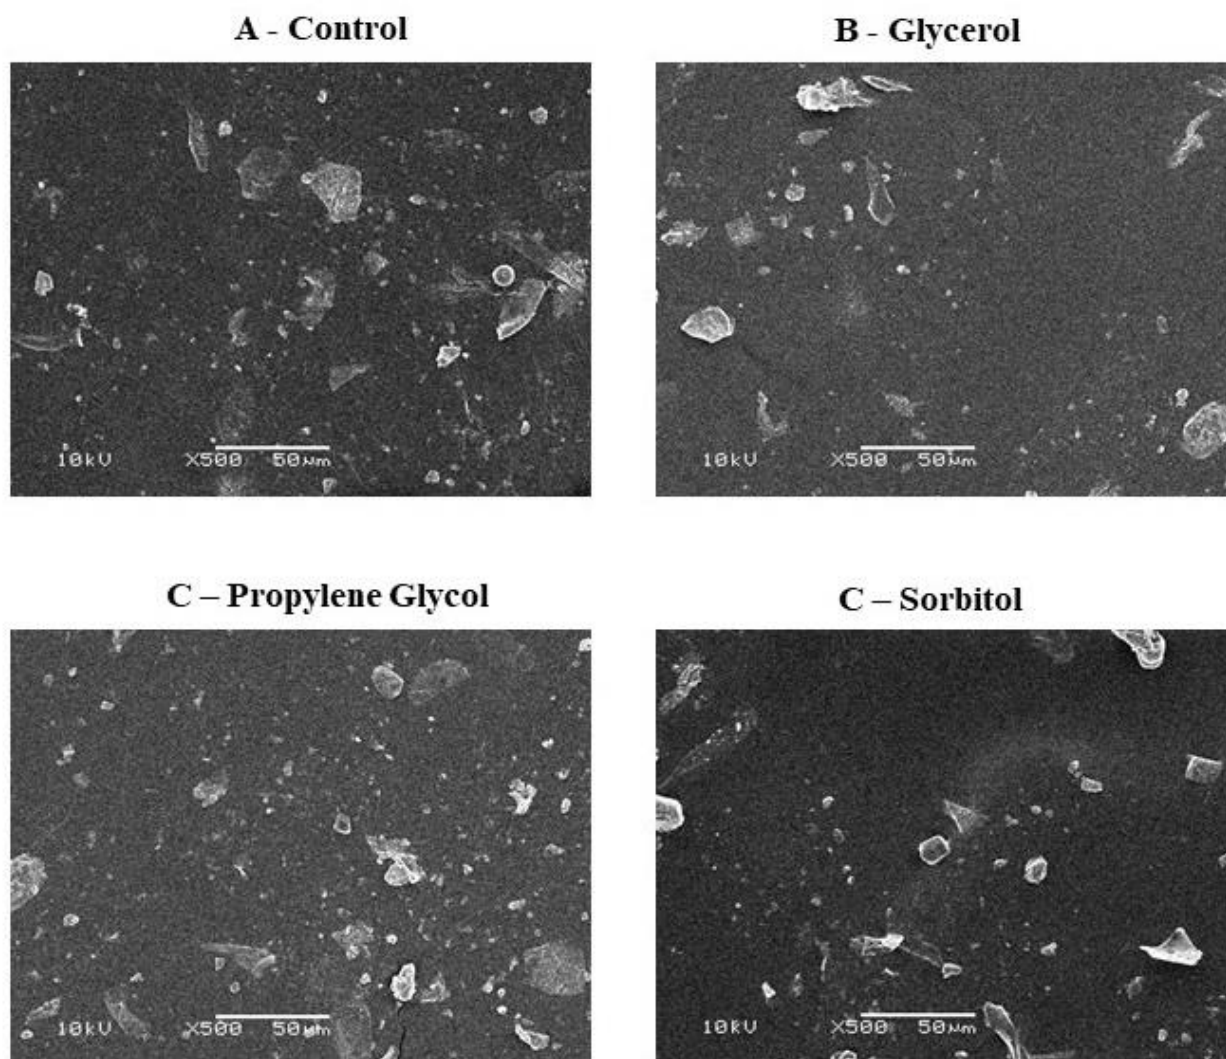 A - Control
B - Glycerol
10kV X500 50μm
10kV X500 50μm
C – Propylene Glycol
C – Sorbitol
10kV X500 50μm
10kV X500 50μm